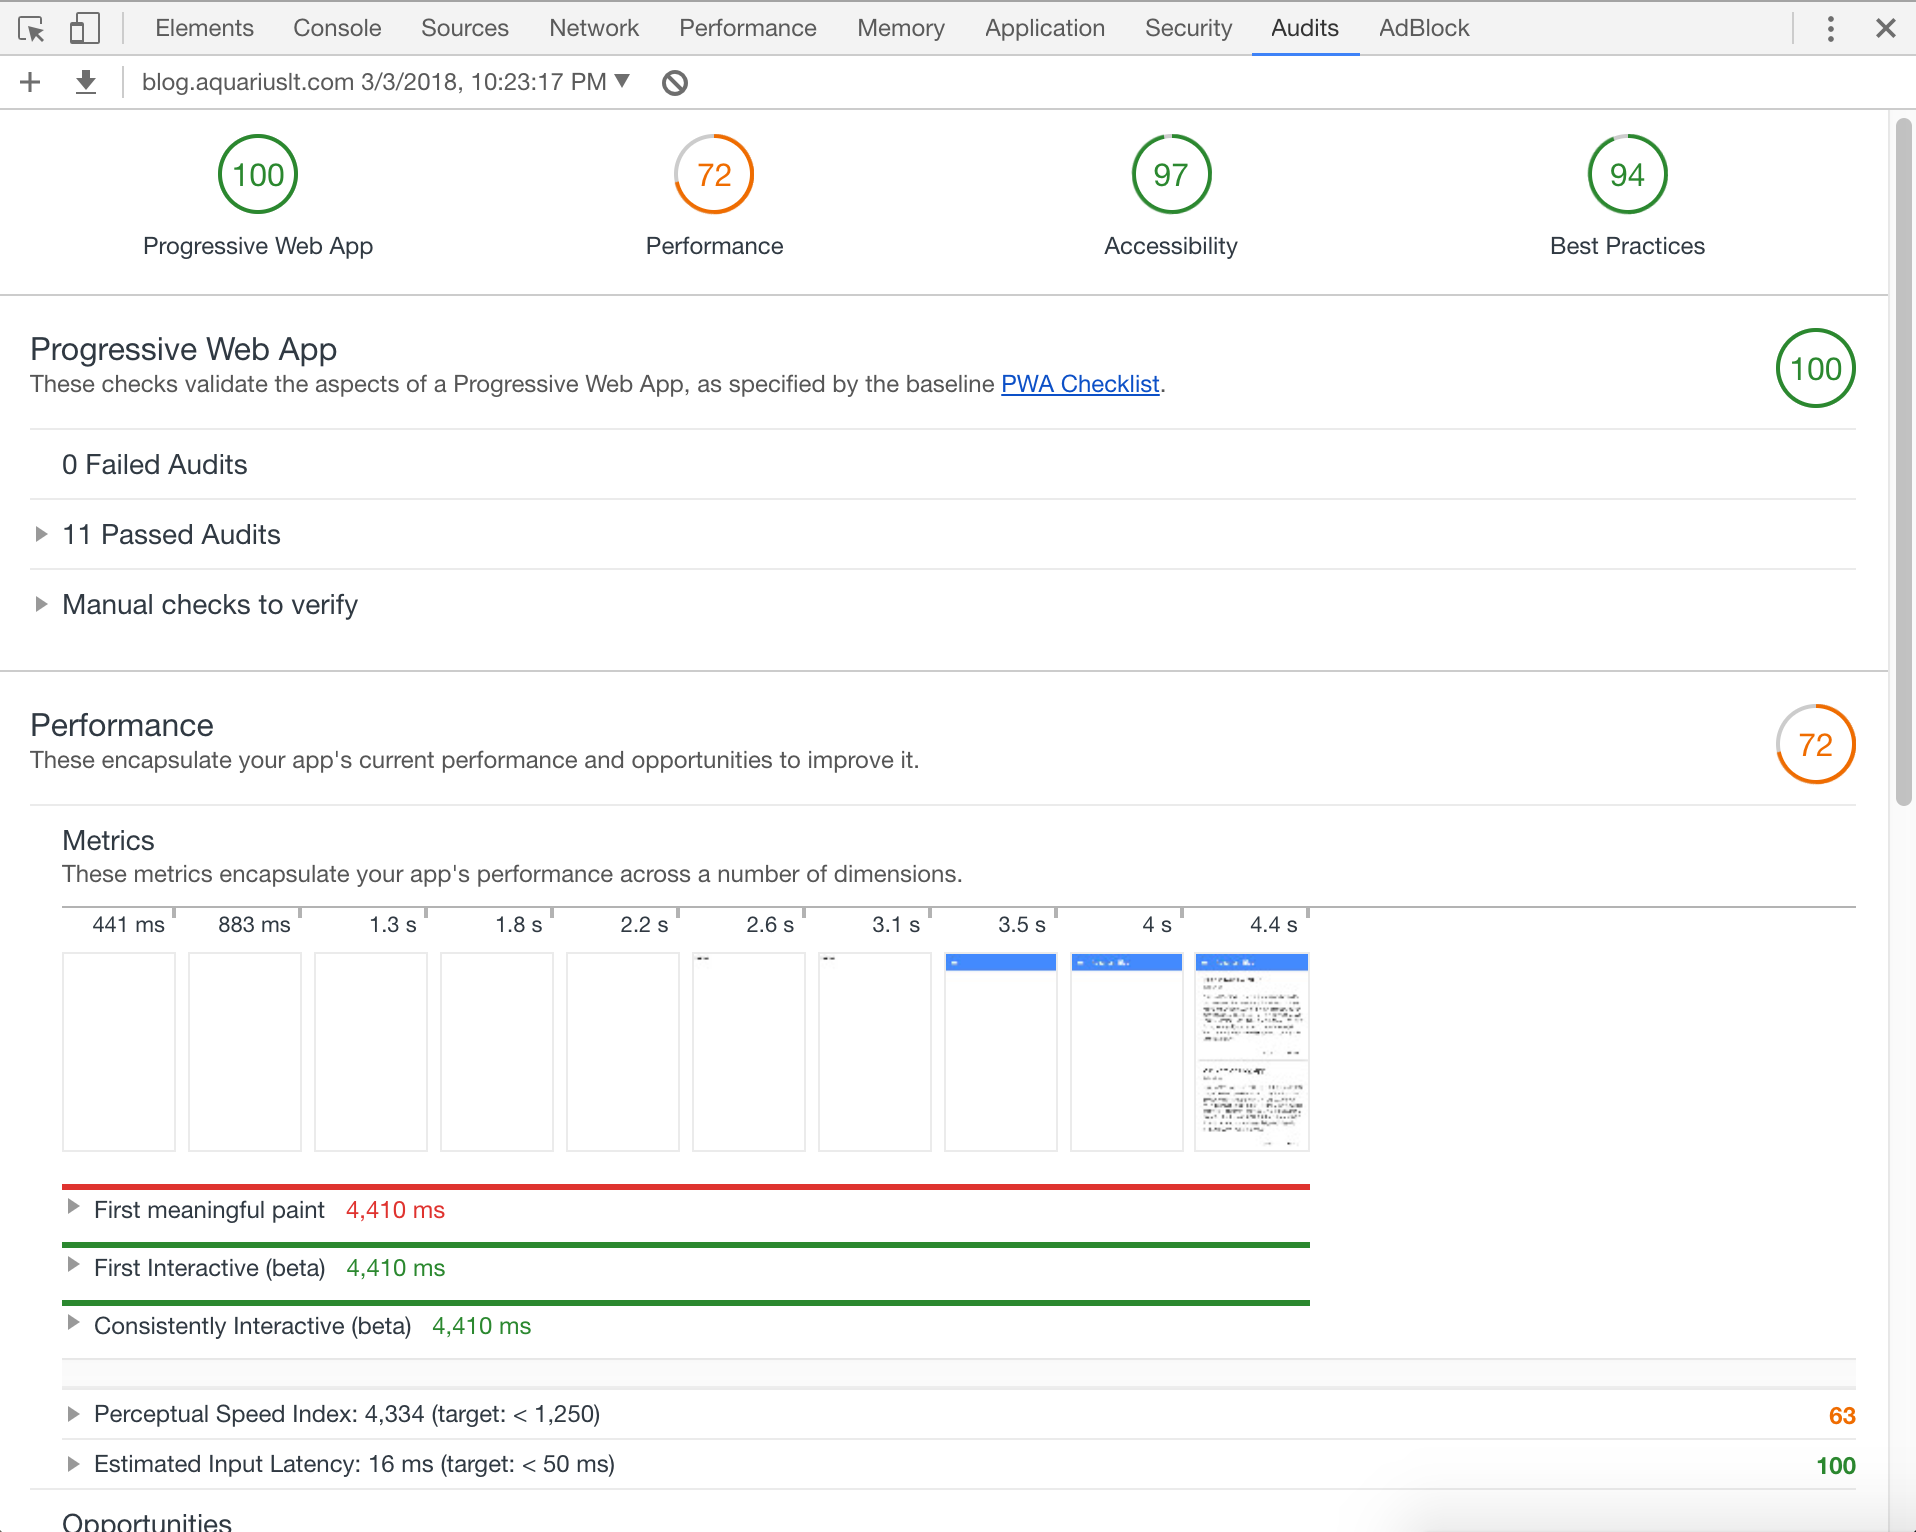 Elements Console Sources Network Performance Memory Application Security Audits AdBlock
blog.aquariuslt.com 3/3/2018, 10:23:17 PM
100 72 97 94
Progressive Web App Performance Accessibility Best Practices
Progressive Web App
These checks validate the aspects of a Progressive Web App, as specified by the baseline PWA Checklist.
100
0 Failed Audits
11 Passed Audits
Manual checks to verify
Performance
These encapsulate your app's current performance and opportunities to improve it.
72
Metrics
These metrics encapsulate your app's performance across a number of dimensions.
441 ms 883 ms 1.3 s 1.8 s 2.2 s 2.6 s 3.1 s 3.5 s 4 s 4.4 s
First meaningful paint 4,410 ms
First Interactive (beta) 4,410 ms
Consistently Interactive (beta) 4,410 ms
Perceptual Speed Index: 4,334 (target: < 1,250) 63
Estimated Input Latency: 16 ms (target: < 50 ms) 100
Opportunities